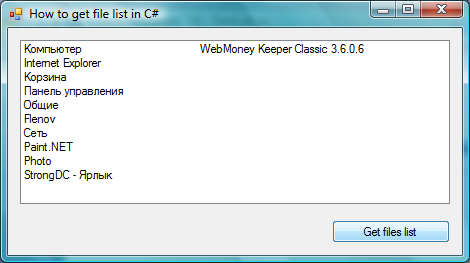 How to get file list in C#
Компьютер
Internet Explorer
Корзина
Панель управления
Общие
Flenov
Сеть
Paint.NET
Photo
StrongDC - Ярлык
WebMoney Keeper Classic 3.6.0.6
Get files list